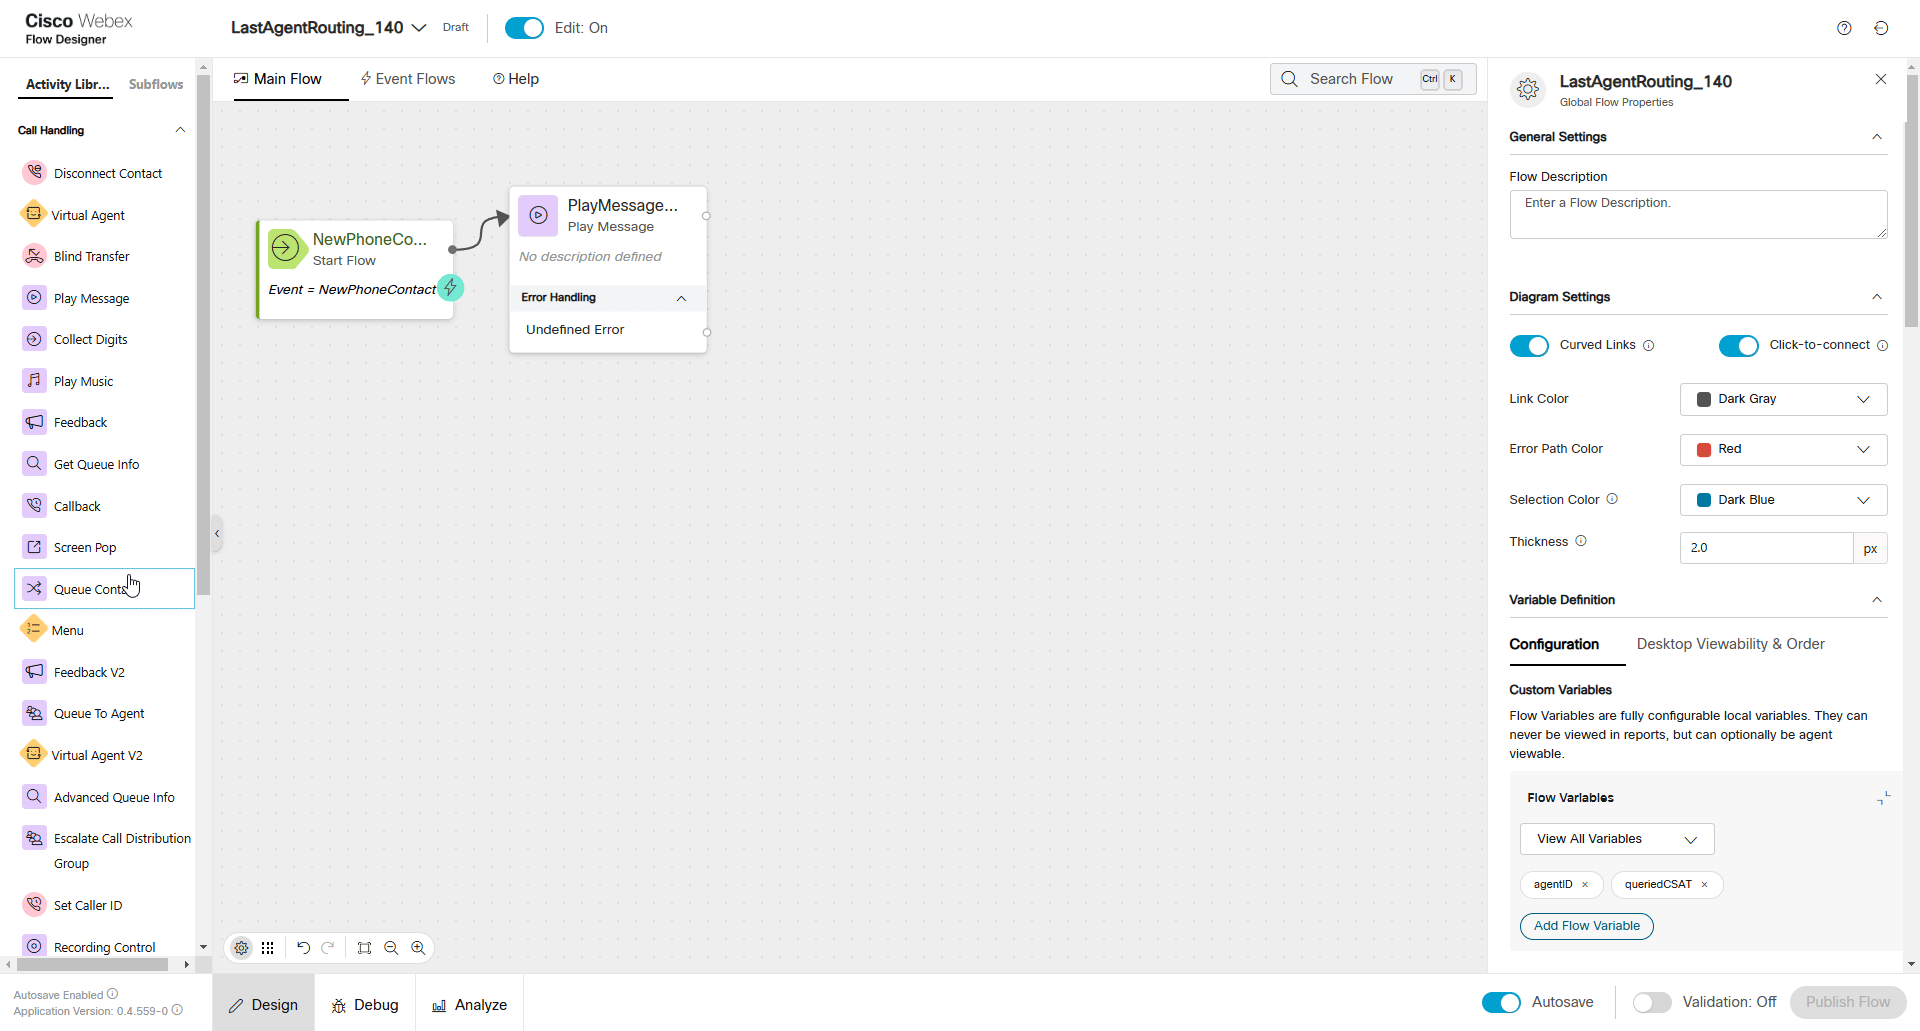 Cisco Webex
Flow Designer
LastAgentRouting_140
Draft
Edit: On
Activity Libr...
Subflows
Call Handling
Disconnect Contact
Virtual Agent
Blind Transfer
Play Message
Collect Digits
Play Music
Feedback
Get Queue Info
Callback
Screen Pop
Queue Conta
Menu
Feedback V2
Queue To Agent
Virtual Agent V2
Advanced Queue Info
Escalate Call Distribution
Group
Set Caller ID
Recording Control
Autosave Enabled
Application Version: 0.4.559-0
Main Flow
Event Flows
Help
Search Flow
Ctrl
K
NewPhoneCo...
Start Flow
Event = NewPhoneContact
PlayMessage...
Play Message
No description defined
Error Handling
Undefined Error
Design
Debug
Analyze
LastAgentRouting_140
Global Flow Properties
General Settings
Flow Description
Enter a Flow Description.
Diagram Settings
Curved Links
Click-to-connect
Link Color
Dark Gray
Error Path Color
Red
Selection Color
Dark Blue
Thickness
2.0
px
Variable Definition
Configuration
Desktop Viewability & Order
Custom Variables
Flow Variables are fully configurable local variables. They can
never be viewed in reports, but can optionally be agent
viewable.
Flow Variables
View All Variables
agentID ×
queriedCSAT ×
Add Flow Variable
Autosave
Validation: Off
Publish Flow